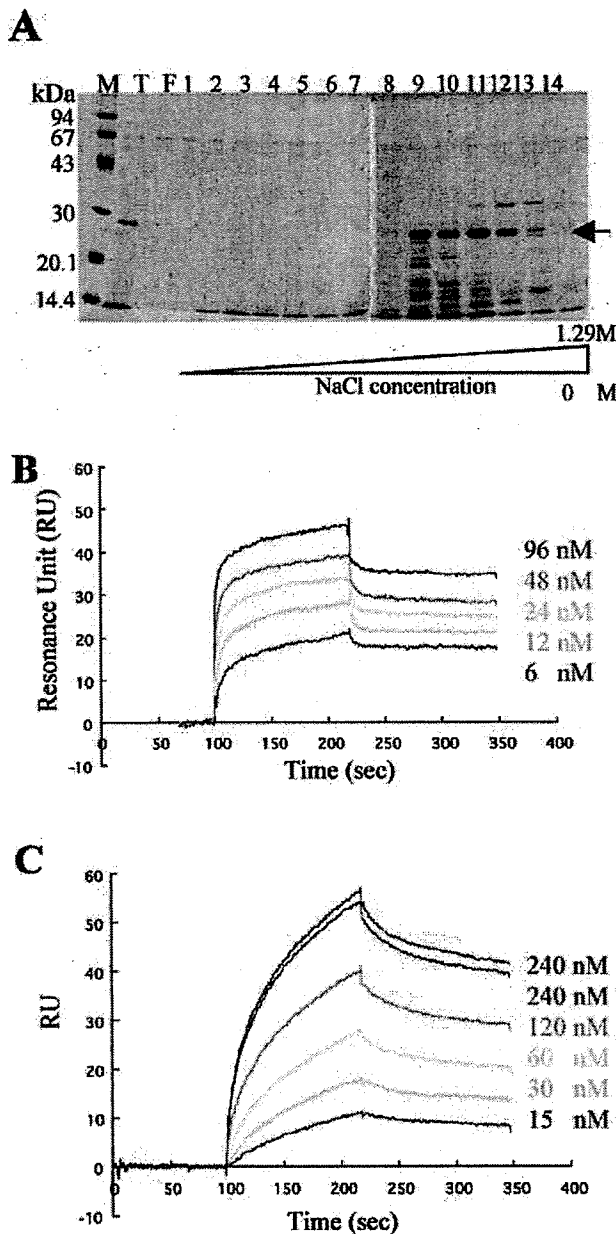 A
kDa M T F 1 2 3 4 5 6 7 8 9 10 11 12 13 14
94
67
43
30
20.1
14.4
1.29M
NaCl concentration
0 M
B
Resonance Unit (RU)
60
50
40
30
20
10
0
-10
0 50 100 150 200 250 300 350 400
Time (sec)
96 nM
48 nM
24 nM
12 nM
6 nM
C
RU
60
50
40
30
20
10
0
-10
0 50 100 150 200 250 300 350 400
Time (sec)
240 nM
240 nM
120 nM
60 nM
30 nM
15 nM